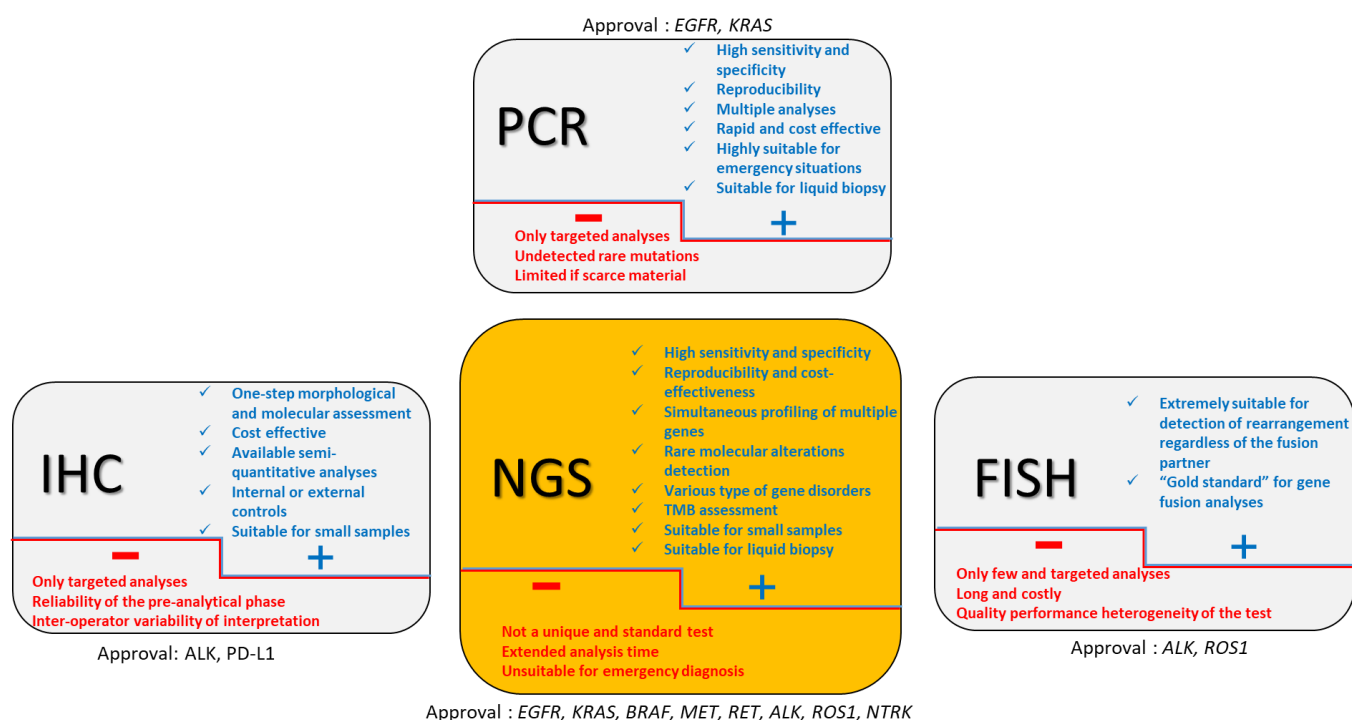 Approval : EGFR, KRAS
PCR
✓ High sensitivity and
specificity
✓ Reproducibility
✓ Multiple analyses
✓ Rapid and cost effective
✓ Highly suitable for
emergency situations
✓ Suitable for liquid biopsy
−
+
Only targeted analyses
Undetected rare mutations
Limited if scarce material
IHC
✓ One-step morphological
and molecular assessment
✓ Cost effective
✓ Available semi-
quantitative analyses
✓ Internal or external
controls
✓ Suitable for small samples
−
+
Only targeted analyses
Reliability of the pre-analytical phase
Inter-operator variability of interpretation
Approval: ALK, PD-L1
NGS
✓ High sensitivity and specificity
✓ Reproducibility and cost-
effectiveness
✓ Simultaneous profiling of multiple
genes
✓ Rare molecular alterations
detection
✓ Various type of gene disorders
✓ TMB assessment
✓ Suitable for small samples
✓ Suitable for liquid biopsy
−
+
Not a unique and standard test
Extended analysis time
Unsuitable for emergency diagnosis
Approval : EGFR, KRAS, BRAF, MET, RET, ALK, ROS1, NTRK
FISH
✓ Extremely suitable for
detection of rearrangement
regardless of the fusion
partner
✓ “Gold standard” for gene
fusion analyses
−
+
Only few and targeted analyses
Long and costly
Quality performance heterogeneity of the test
Approval : ALK, ROS1